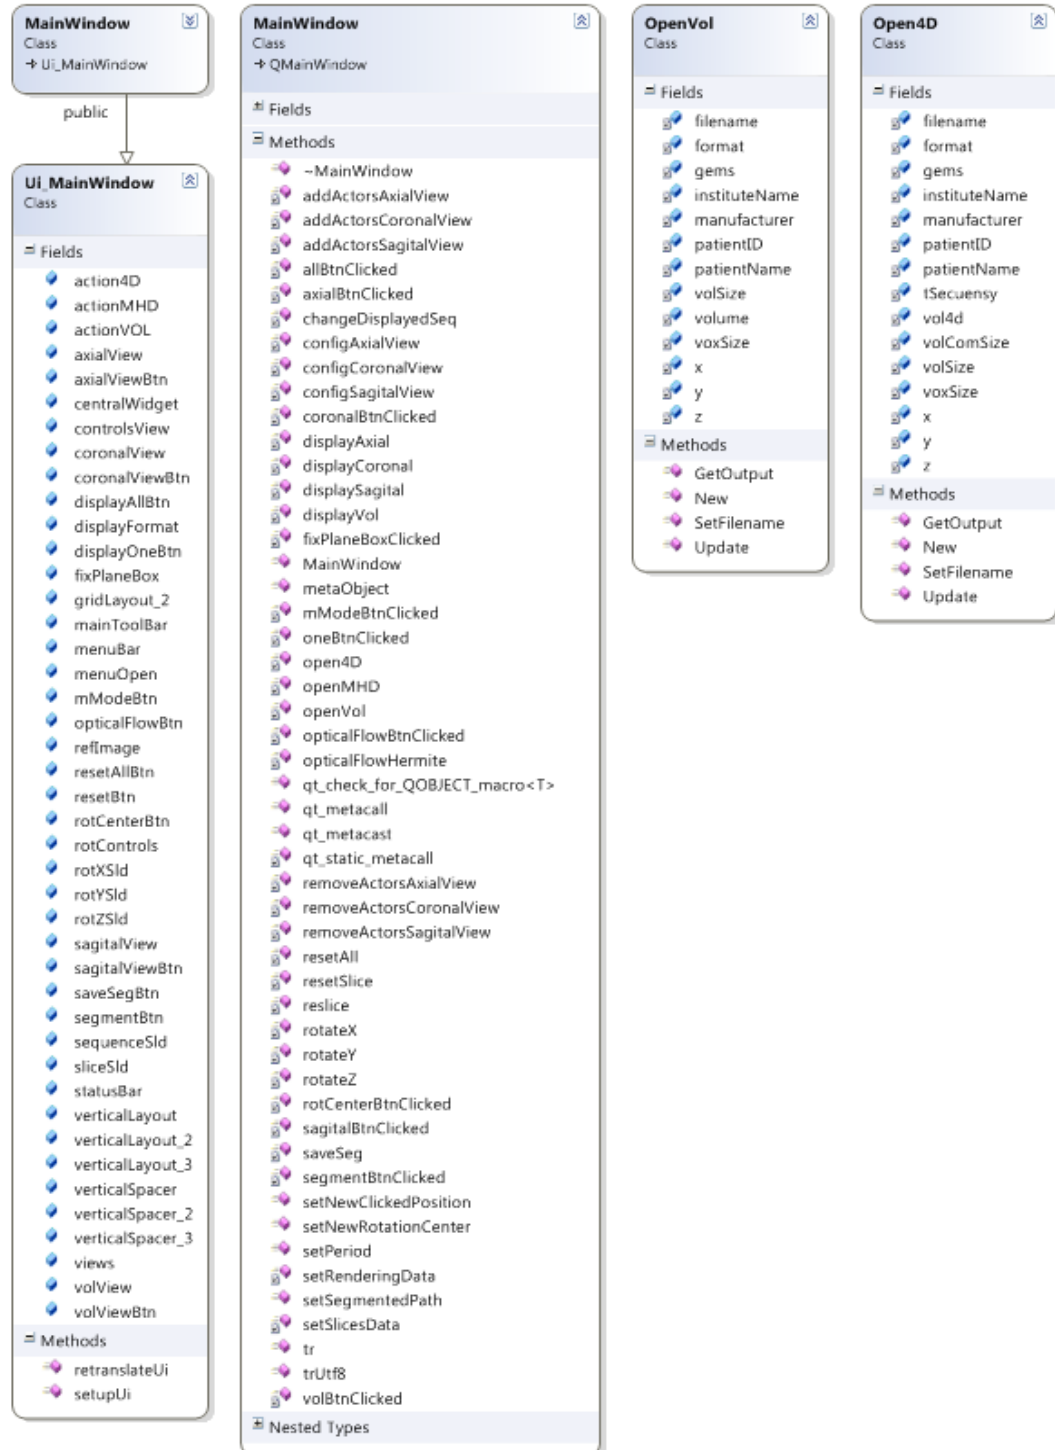 MainWindow
Class
Ui_MainWindow
public
Ui_MainWindow
Class
Fields
action4D
actionMHD
actionVOL
axialView
axialViewBtn
centralWidget
controlsView
coronalView
coronalViewBtn
displayAllBtn
displayFormat
displayOneBtn
fixPlaneBox
gridLayout_2
mainToolBar
menuBar
menuOpen
mModeBtn
opticalFlowBtn
refImage
resetAllBtn
resetBtn
rotCenterBtn
rotControls
rotXSld
rotYSld
rotZSld
sagitalView
sagitalViewBtn
saveSegBtn
segmentBtn
sequenceSld
sliceSld
statusBar
verticalLayout
verticalLayout_2
verticalLayout_3
verticalSpacer
verticalSpacer_2
verticalSpacer_3
views
volView
volViewBtn
Methods
retranslateUi
setupUi
MainWindow
Class
QMainWindow
Fields
Methods
~MainWindow
addActorsAxialView
addActorsCoronalView
addActorsSagitalView
allBtnClicked
axialBtnClicked
changeDisplayedSeq
configAxialView
configCoronalView
configSagitalView
coronalBtnClicked
displayAxial
displayCoronal
displaySagital
displayVol
fixPlaneBoxClicked
MainWindow
metaObject
mModeBtnClicked
oneBtnClicked
open4D
openMHD
openVol
opticalFlowBtnClicked
opticalFlowHermite
qt_check_for_QOBJECT_macro<T>
qt_metacall
qt_metacast
qt_static_metacall
removeActorsAxialView
removeActorsCoronalView
removeActorsSagitalView
resetAll
resetSlice
reslice
rotateX
rotateY
rotateZ
rotCenterBtnClicked
sagitalBtnClicked
saveSeg
segmentBtnClicked
setNewClickedPosition
setNewRotationCenter
setPeriod
setRenderingData
setSegmentedPath
setSlicesData
tr
trUtf8
volBtnClicked
Nested Types
OpenVol
Class
Fields
filename
format
gems
instituteName
manufacturer
patientID
patientName
volSize
volume
voxSize
x
y
z
Methods
GetOutput
New
SetFilename
Update
Open4D
Class
Fields
filename
format
gems
instituteName
manufacturer
patientID
patientName
tSecuensy
vol4d
volComSize
volSize
voxSize
x
y
z
Methods
GetOutput
New
SetFilename
Update